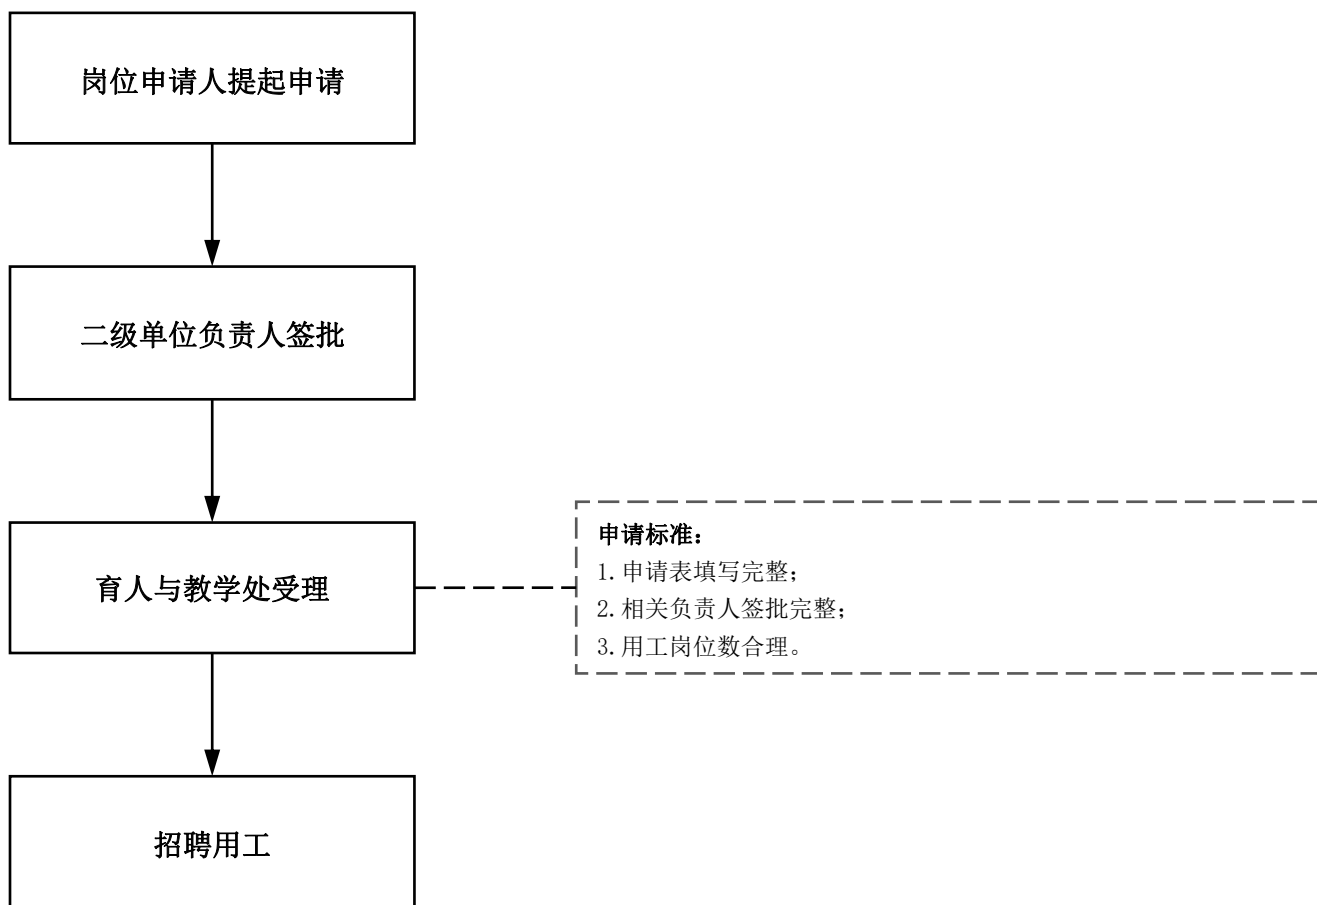 岗位申请人提起申请
二级单位负责人签批
育人与教学处受理
申请标准：
1.申请表填写完整；
2.相关负责人签批完整；
3.用工岗位数合理。
招聘用工